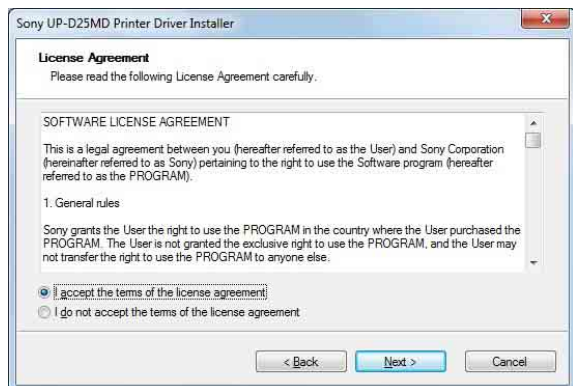 Sony UP-D25MD Printer Driver Installer
License Agreement
Please read the following License Agreement carefully.
SOFTWARE LICENSE AGREEMENT
This is a legal agreement between you (hereafter referred to as the User) and Sony Corporation
(hereinafter referred to as Sony) pertaining to the right to use the Software program (hereafter
referred to as the PROGRAM).
1. General rules
Sony grants the User the right to use the PROGRAM in the country where the User purchased the
PROGRAM. The User is not granted the exclusive right to use the PROGRAM, and the User may
not transfer the right to use the PROGRAM to anyone else.
I accept the terms of the license agreement
I do not accept the terms of the license agreement
< Back Next > Cancel